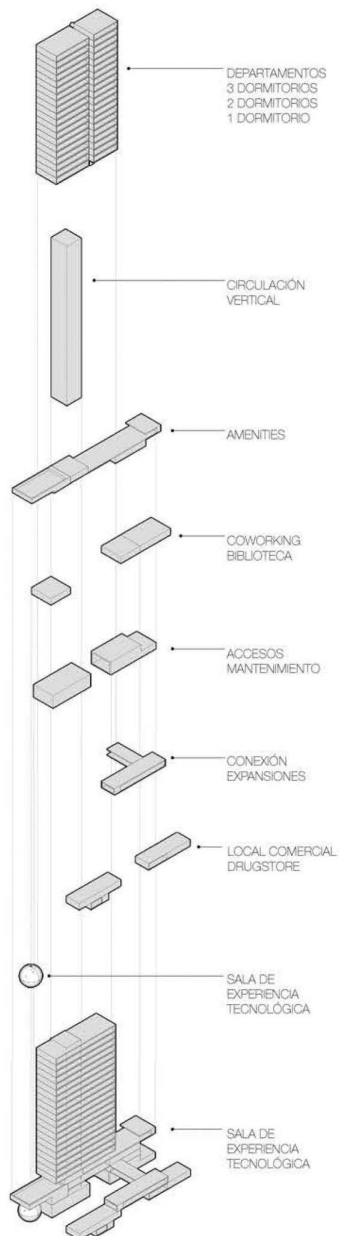 DEPARTAMENTOS
3 DORMITORIOS
2 DORMITORIOS
1 DORMITORIO
CIRCULACIÓN
VERTICAL
AMENITIES
COWORKING
BIBLIOTECA
ACCESOS
MANTENIMIENTO
CONEXIÓN
EXPANSIONES
LOCAL COMERCIAL
DRUGSTORE
SALA DE
EXPERIENCIA
TECNOLÓGICA
SALA DE
EXPERIENCIA
TECNOLÓGICA